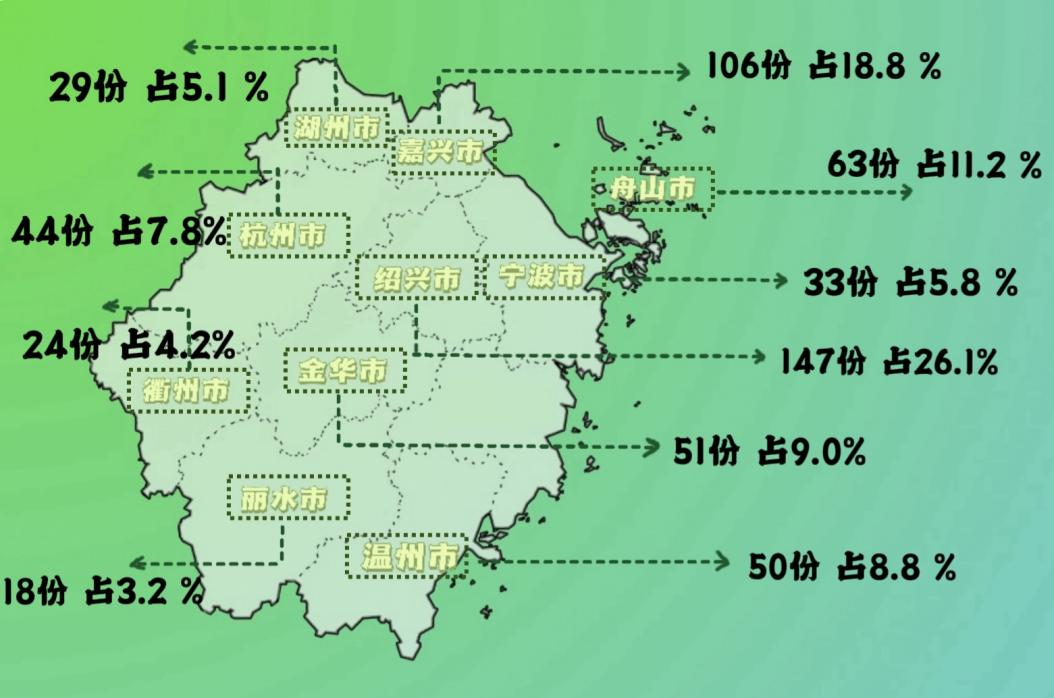 106份 占18.8 %
29份 占5.1 %
湖州市
嘉兴市
63份 占11.2 %
舟山市
44份 占7.8%
杭州市
绍兴市
宁波市
33份 占5.8 %
24份 占4.2%
147份 占26.1%
金华市
衢州市
51份 占9.0%
丽水市
温州市
50份 占8.8 %
18份 占3.2 %